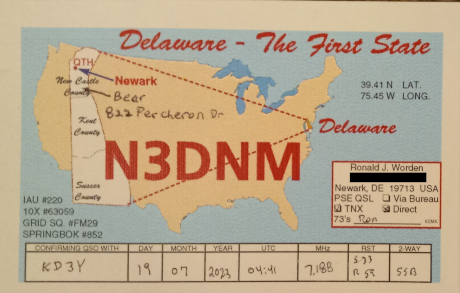 Delaware - The First State
QTH
39.41 N LAT.
75.45 W LONG.
Newark
New Castle
County
Bear
822 Percheron Dr
Kent
County
Delaware
N3DNM
Sussex
County
Ronald J. Worden
Newark, DE 19713 USA
PSE QSL Via Bureau
TNX Direct
73's Ron
IAU #220
10X #63059
GRID SQ. #FM29
SPRINGBOK #852
CONFIRMING QSO WITH DAY MONTH YEAR UTC MHz RST 2-WAY
KD3Y 19 07 2023 04:41 7.188 59 SSB